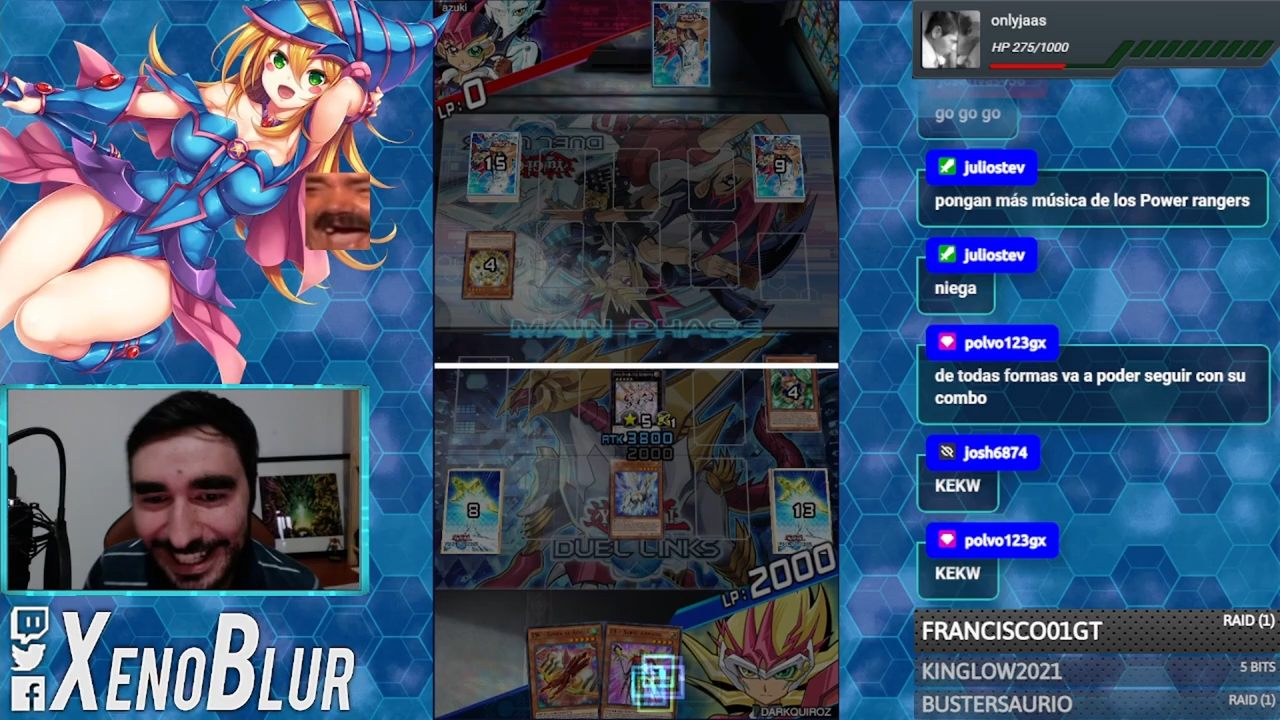 azuki
LP: 0
15
9
4
MAIN PHASE
4
5
1
ATK 3800
2000
8
13
DUEL LINKS
LP: 2000
DARKQUIROZ
XENOBLUR
onlyjaas
HP 275/1000
go go go
juliostev
pongan más música de los Power rangers
juliostev
niega
polvo123gx
de todas formas va a poder seguir con su
combo
josh6874
KEKW
polvo123gx
KEKW
FRANCISCO01GT RAID (1)
KINGLOW2021 5 BITS
BUSTERSAURIO RAID (1)